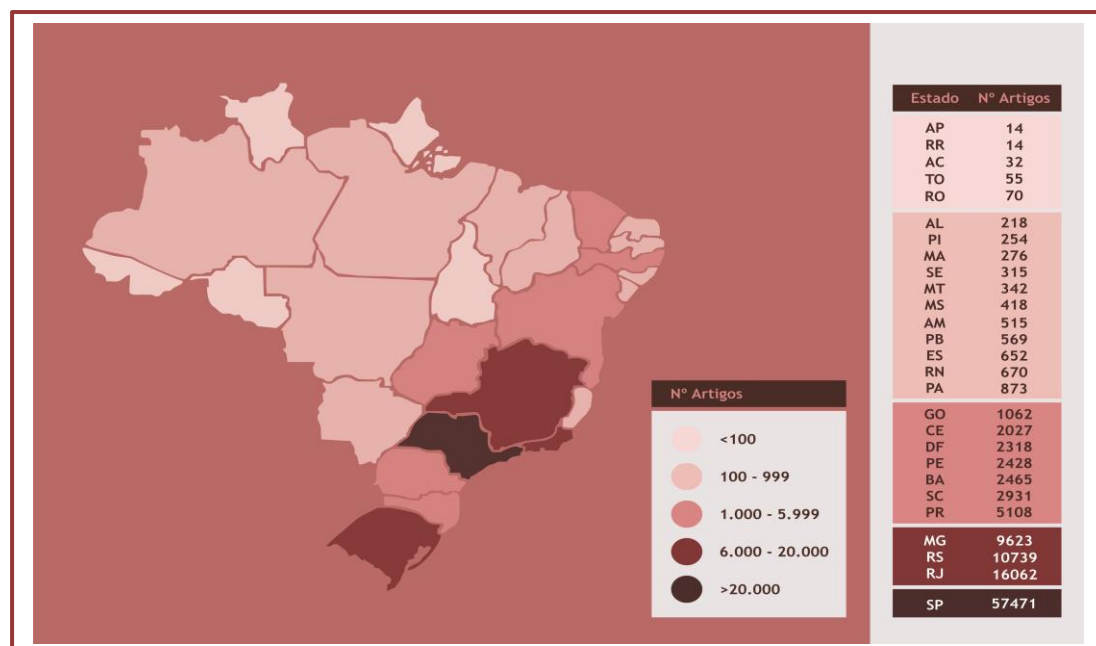 Estado Nº Artigos
AP 14
RR 14
AC 32
TO 55
RO 70
AL 218
PI 254
MA 276
SE 315
MT 342
MS 418
AM 515
PB 569
ES 652
RN 670
PA 873
GO 1062
CE 2027
DF 2318
PE 2428
BA 2465
SC 2931
PR 5108
MG 9623
RS 10739
RJ 16062
SP 57471
Nº Artigos
<100
100 - 999
1.000 - 5.999
6.000 - 20.000
>20.000